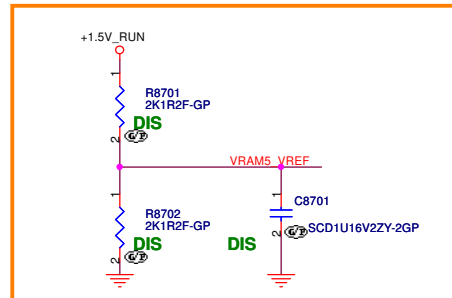 +1.5V_RUN
1
R8701
2K1R2F-GP
DIS
2
G/P
VRAM5_VREF
1
R8702
2K1R2F-GP
DIS
2
G/P
1
C8701
SCD1U16V2ZY-2GP
DIS
2
G/P